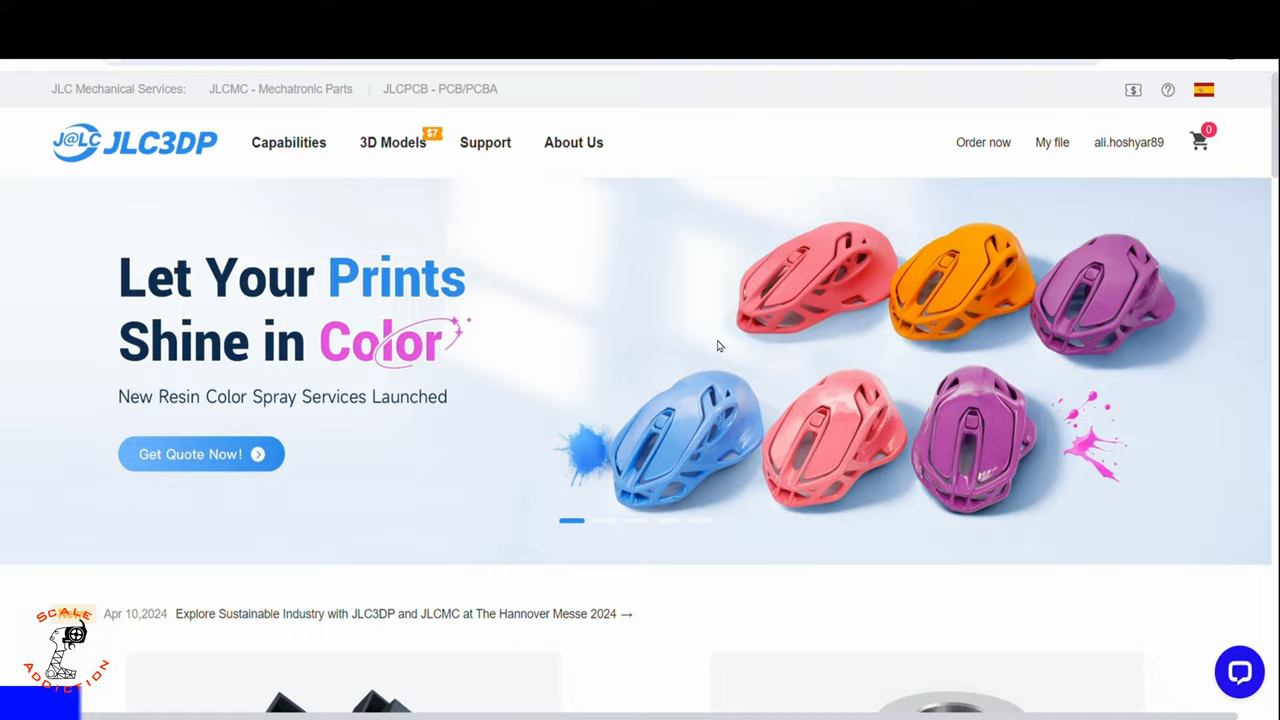 JLC Mechanical Services: JLCMC - Mechatronic Parts JLCPCB - PCB/PCBA
J@LC JLC3DP Capabilities 3D Models $7 Support About Us Order now My file ali.hoshyar89 0
Let Your Prints
Shine in Color
New Resin Color Spray Services Launched
Get Quote Now!
Apr 10,2024 Explore Sustainable Industry with JLC3DP and JLCMC at The Hannover Messe 2024 →
SCALE
ADDICTION